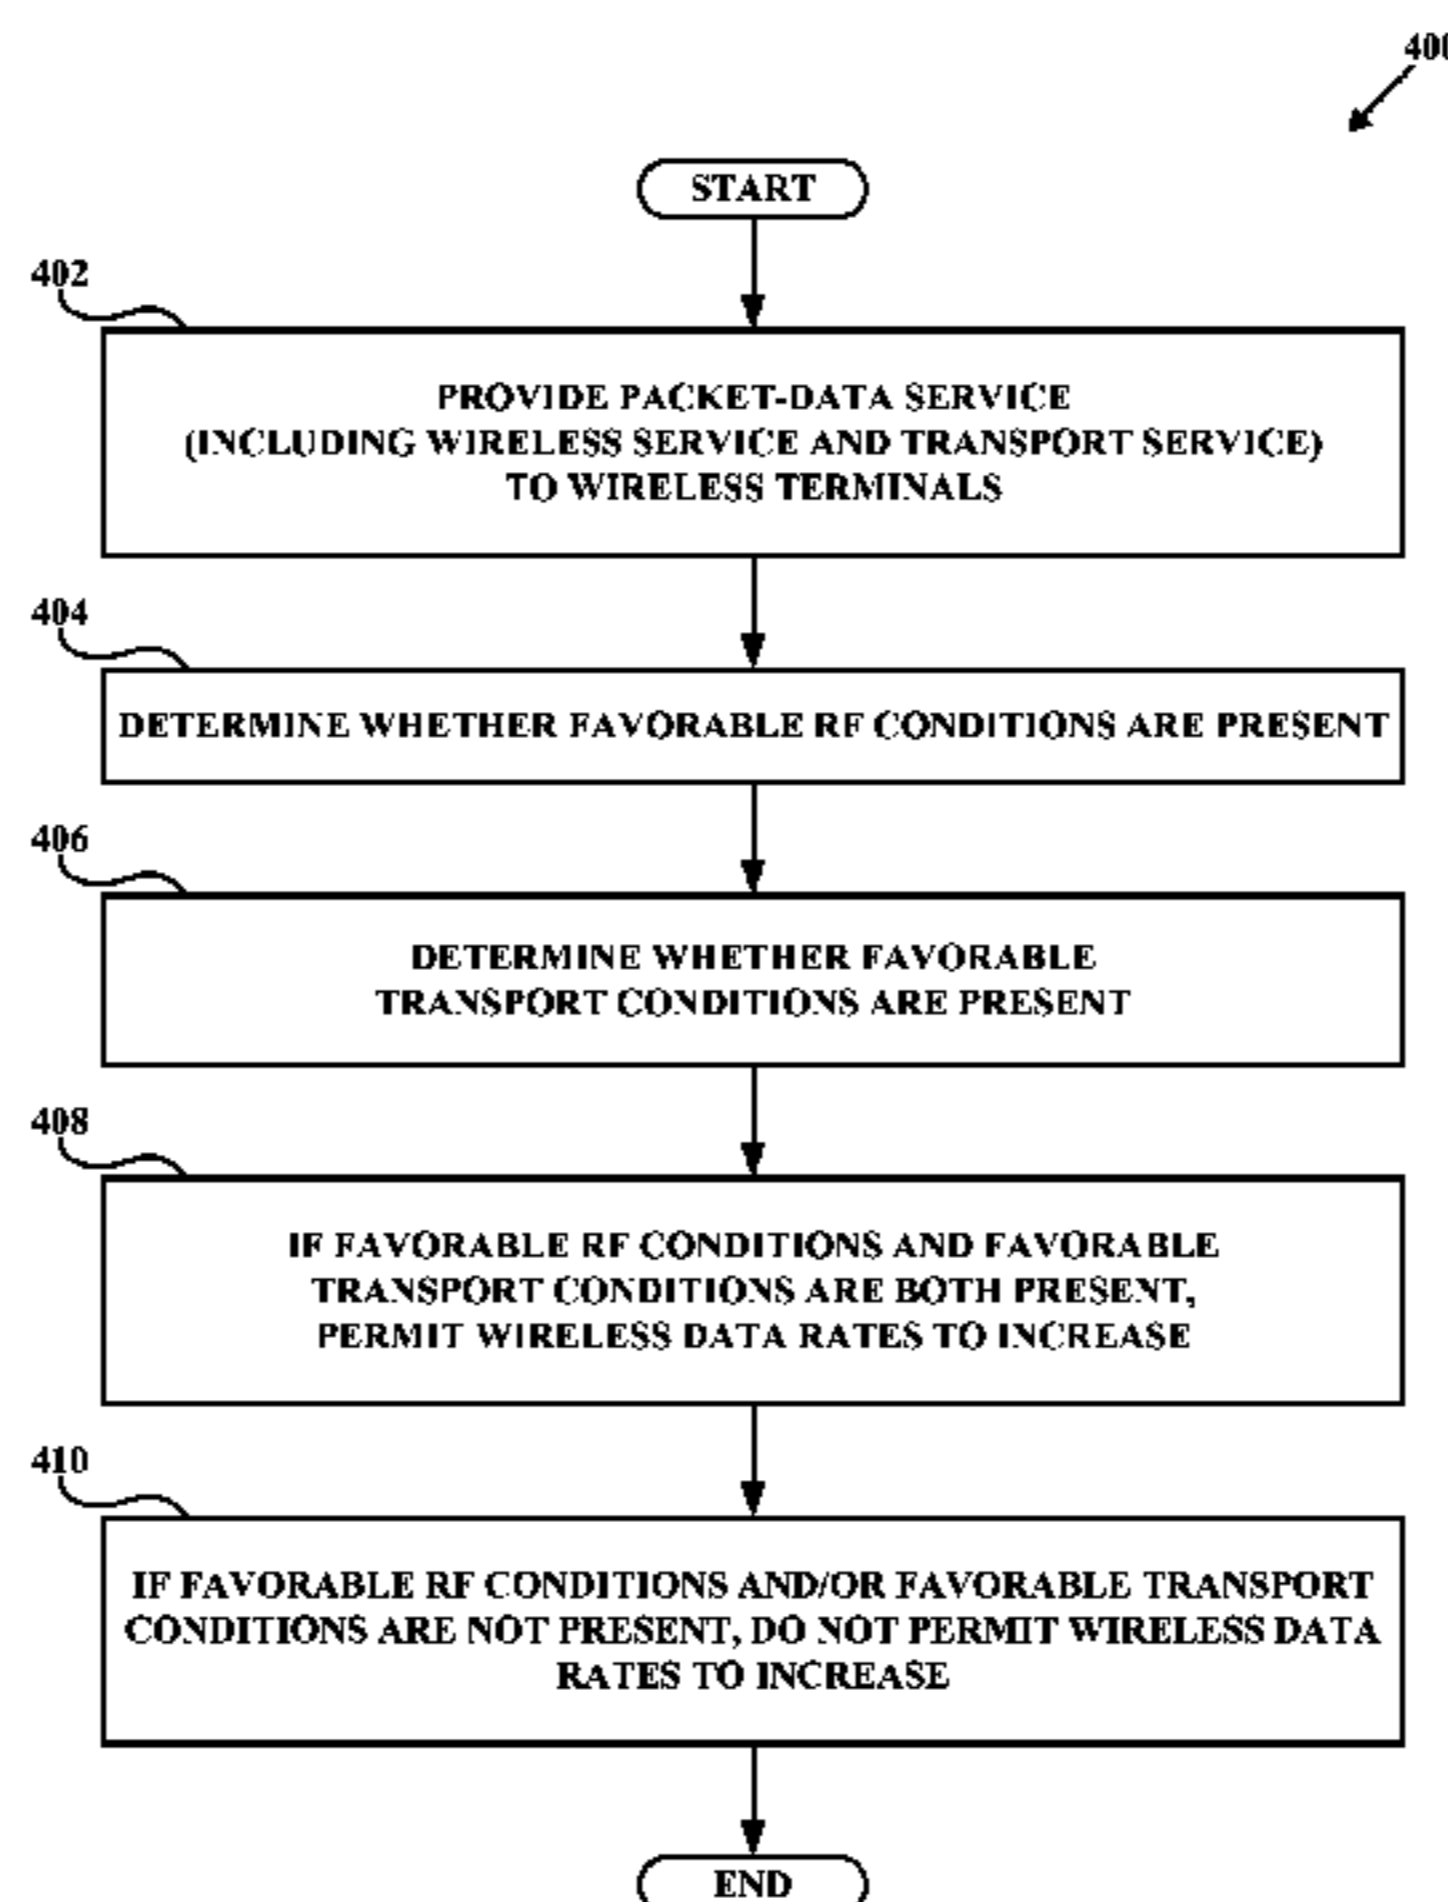 400
START
402
PROVIDE PACKET-DATA SERVICE
(INCLUDING WIRELESS SERVICE AND TRANSPORT SERVICE)
TO WIRELESS TERMINALS
404
DETERMINE WHETHER FAVORABLE RF CONDITIONS ARE PRESENT
406
DETERMINE WHETHER FAVORABLE
TRANSPORT CONDITIONS ARE PRESENT
408
IF FAVORABLE RF CONDITIONS AND FAVORABLE
TRANSPORT CONDITIONS ARE BOTH PRESENT,
PERMIT WIRELESS DATA RATES TO INCREASE
410
IF FAVORABLE RF CONDITIONS AND/OR FAVORABLE TRANSPORT
CONDITIONS ARE NOT PRESENT, DO NOT PERMIT WIRELESS DATA
RATES TO INCREASE
END